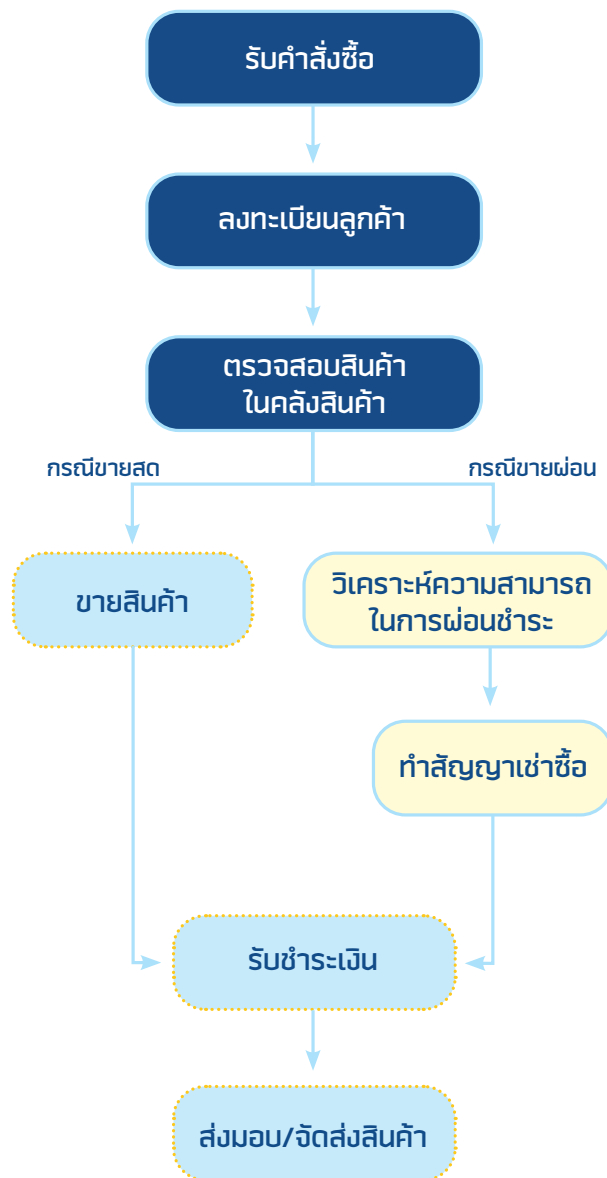 รับคำสั่งซื้อ
ลงทะเบียนลูกค้า
ตรวจสอบสินค้า
ในคลังสินค้า
กรณีขายสด
กรณีขายผ่อน
ขายสินค้า
วิเคราะห์ความสามารถ
ในการผ่อนชำระ
ทำสัญญาเช่าซื้อ
รับชำระเงิน
ส่งมอบ/จัดส่งสินค้า